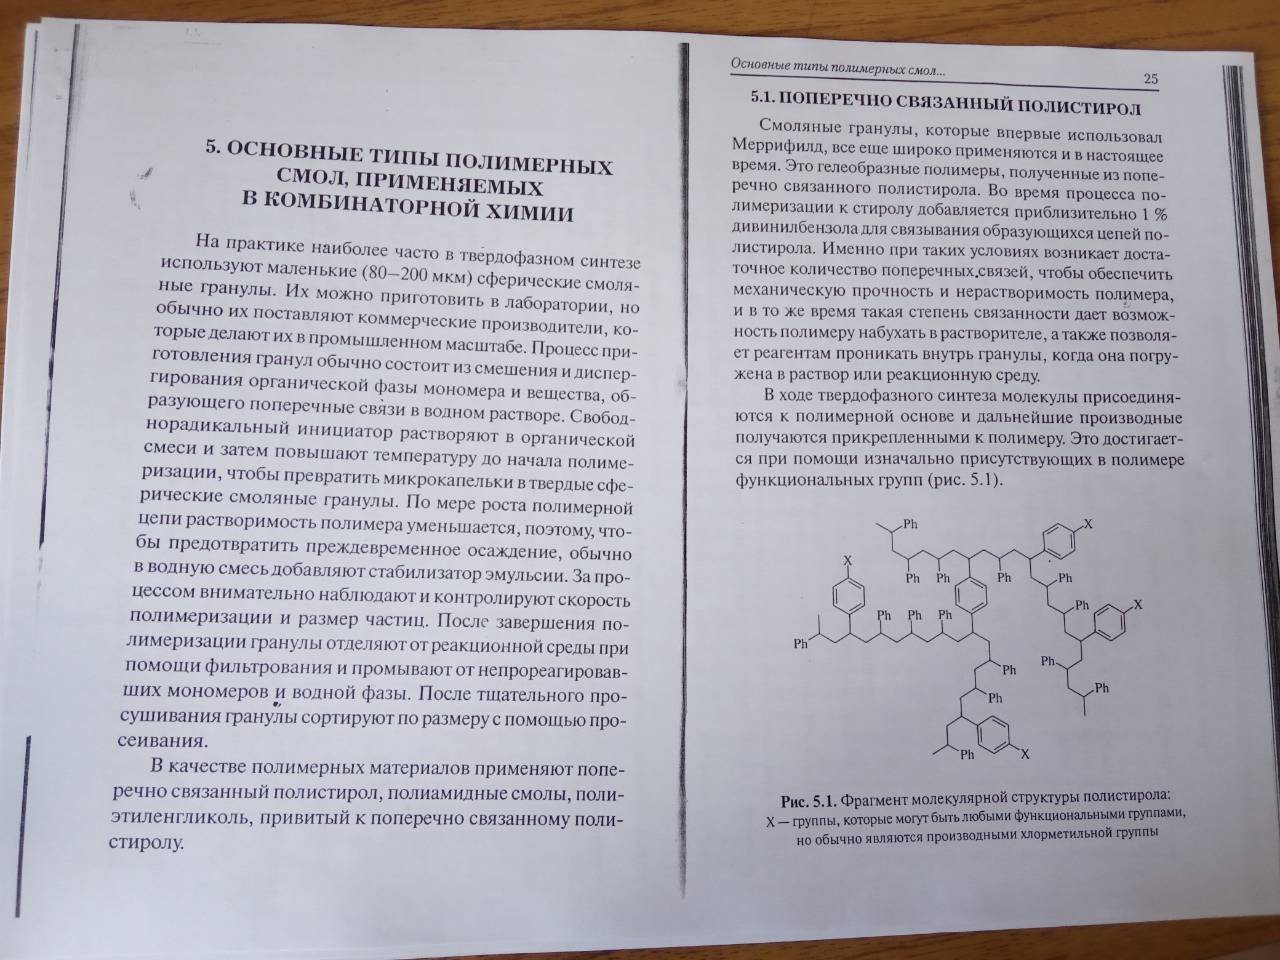 5. ОСНОВНЫЕ ТИПЫ ПОЛИМЕРНЫХ
СМОЛ, ПРИМЕНЯЕМЫХ
В КОМБИНАТОРНОЙ ХИМИИ
На практике наиболее часто в твердофазном синтезе
используют маленькие (80—200 мкм) сферические смоля-
ные гранулы. Их можно приготовить в лаборатории, но
обычно их поставляют коммерческие производители, ко-
торые делают их в промышленном масштабе. Процесс при-
готовления гранул обычно состоит из смешения и диспер-
гирования органической фазы мономера и вещества, об-
разующего поперечные связи в водном растворе. Свобод-
норадикальный инициатор растворяют в органической
смеси и затем повышают температуру до начала полиме-
ризации, чтобы превратить микрокапельки в твердые сфе-
рические смоляные гранулы. По мере роста полимерной
цепи растворимость полимера уменьшается, поэтому, что-
бы предотвратить преждевременное осаждение, обычно
в водную смесь добавляют стабилизатор эмульсии. За про-
цессом внимательно наблюдают и контролируют скорость
полимеризации и размер частиц. После завершения по-
лимеризации гранулы отделяют от реакционной среды при
помощи фильтрования и промывают от непрореагировав-
ших мономеров и водной фазы. После тщательного про-
сушивания гранулы сортируют по размеру с помощью про-
сеивания.
В качестве полимерных материалов применяют попе-
речно связанный полистирол, полиамидные смолы, поли-
этиленгликоль, привитый к поперечно связанному поли-
стиролу.
Основные типы полимерных смол...
25
5.1. ПОПЕРЕЧНО СВЯЗАННЫЙ ПОЛИСТИРОЛ
Смоляные гранулы, которые впервые использовал
Меррифилд, все еще широко применяются и в настоящее
время. Это гелеобразные полимеры, полученные из попе-
речно связанного полистирола. Во время процесса по-
лимеризации к стиролу добавляется приблизительно 1 %
дивинилбензола для связывания образующихся цепей по-
листирола. Именно при таких условиях возникает доста-
точное количество поперечных связей, чтобы обеспечить
механическую прочность и нерастворимость полимера,
и в то же время такая степень связанности дает возмож-
ность полимеру набухать в растворителе, а также позволя-
ет реагентам проникать внутрь гранулы, когда она погру-
жена в раствор или реакционную среду.
В ходе твердофазного синтеза молекулы присоединя-
ются к полимерной основе и дальнейшие производные
получаются прикрепленными к полимеру. Это достигает-
ся при помощи изначально присутствующих в полимере
функциональных групп (рис. 5.1).
Ph X
X Ph Ph Ph Ph
Ph Ph Ph Ph X
Ph Ph
Ph Ph
Ph
Ph X
Рис. 5.1. Фрагмент молекулярной структуры полистирола:
X — группы, которые могут быть любыми функциональными группами,
но обычно являются производными хлорметильной группы